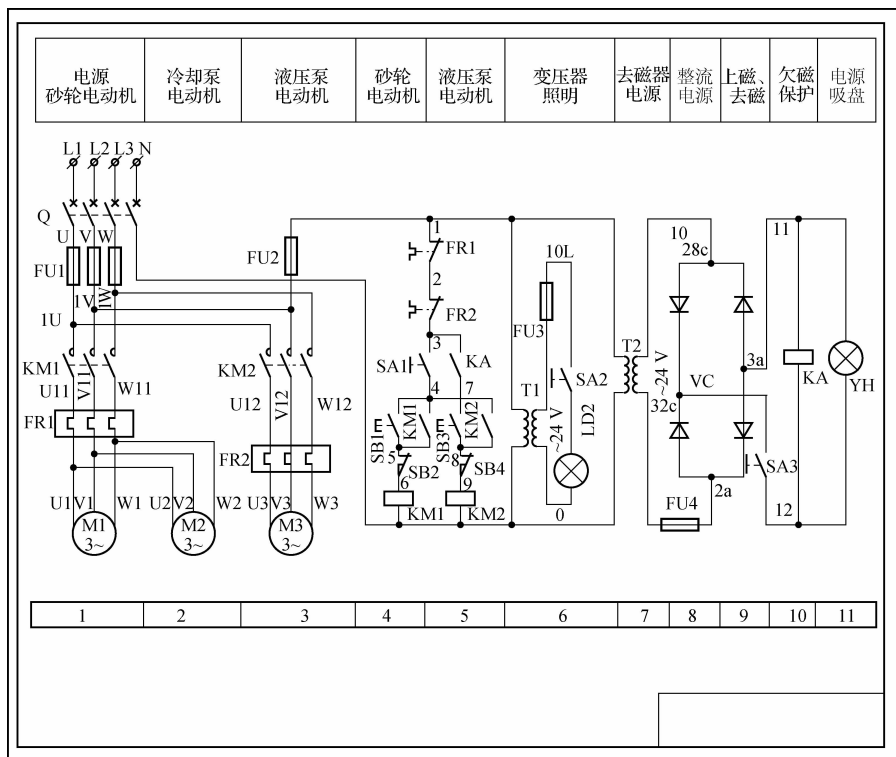 电源
砂轮电动机
冷却泵
电动机
液压泵
电动机
砂轮
电动机
液压泵
电动机
变压器
照明
去磁器
电源
整流
电源
上磁、
去磁
欠磁
保护
电源
吸盘
L1 L2 L3 N
Q
U V W
FU1
1V
1W
1U
KM1
U11
V11
W11
FR1
U1 V1 W1
M1
3~
U2 V2 W2
M2
3~
FU2
KM2
U12
V12
W12
FR2
U3 V3 W3
M3
3~
1
FR1
2
FR2
3
SA1
KA
4
7
SB1
KM1
SB3
KM2
5
SB2
8
SB4
6
9
KM1
KM2
10L
FU3
SA2
T1
~24 V
LD2
0
T2
~24 V
10
28c
VC
3a
32c
2a
FU4
SA3
11
12
KA
YH
1 2 3 4 5 6 7 8 9 10 11